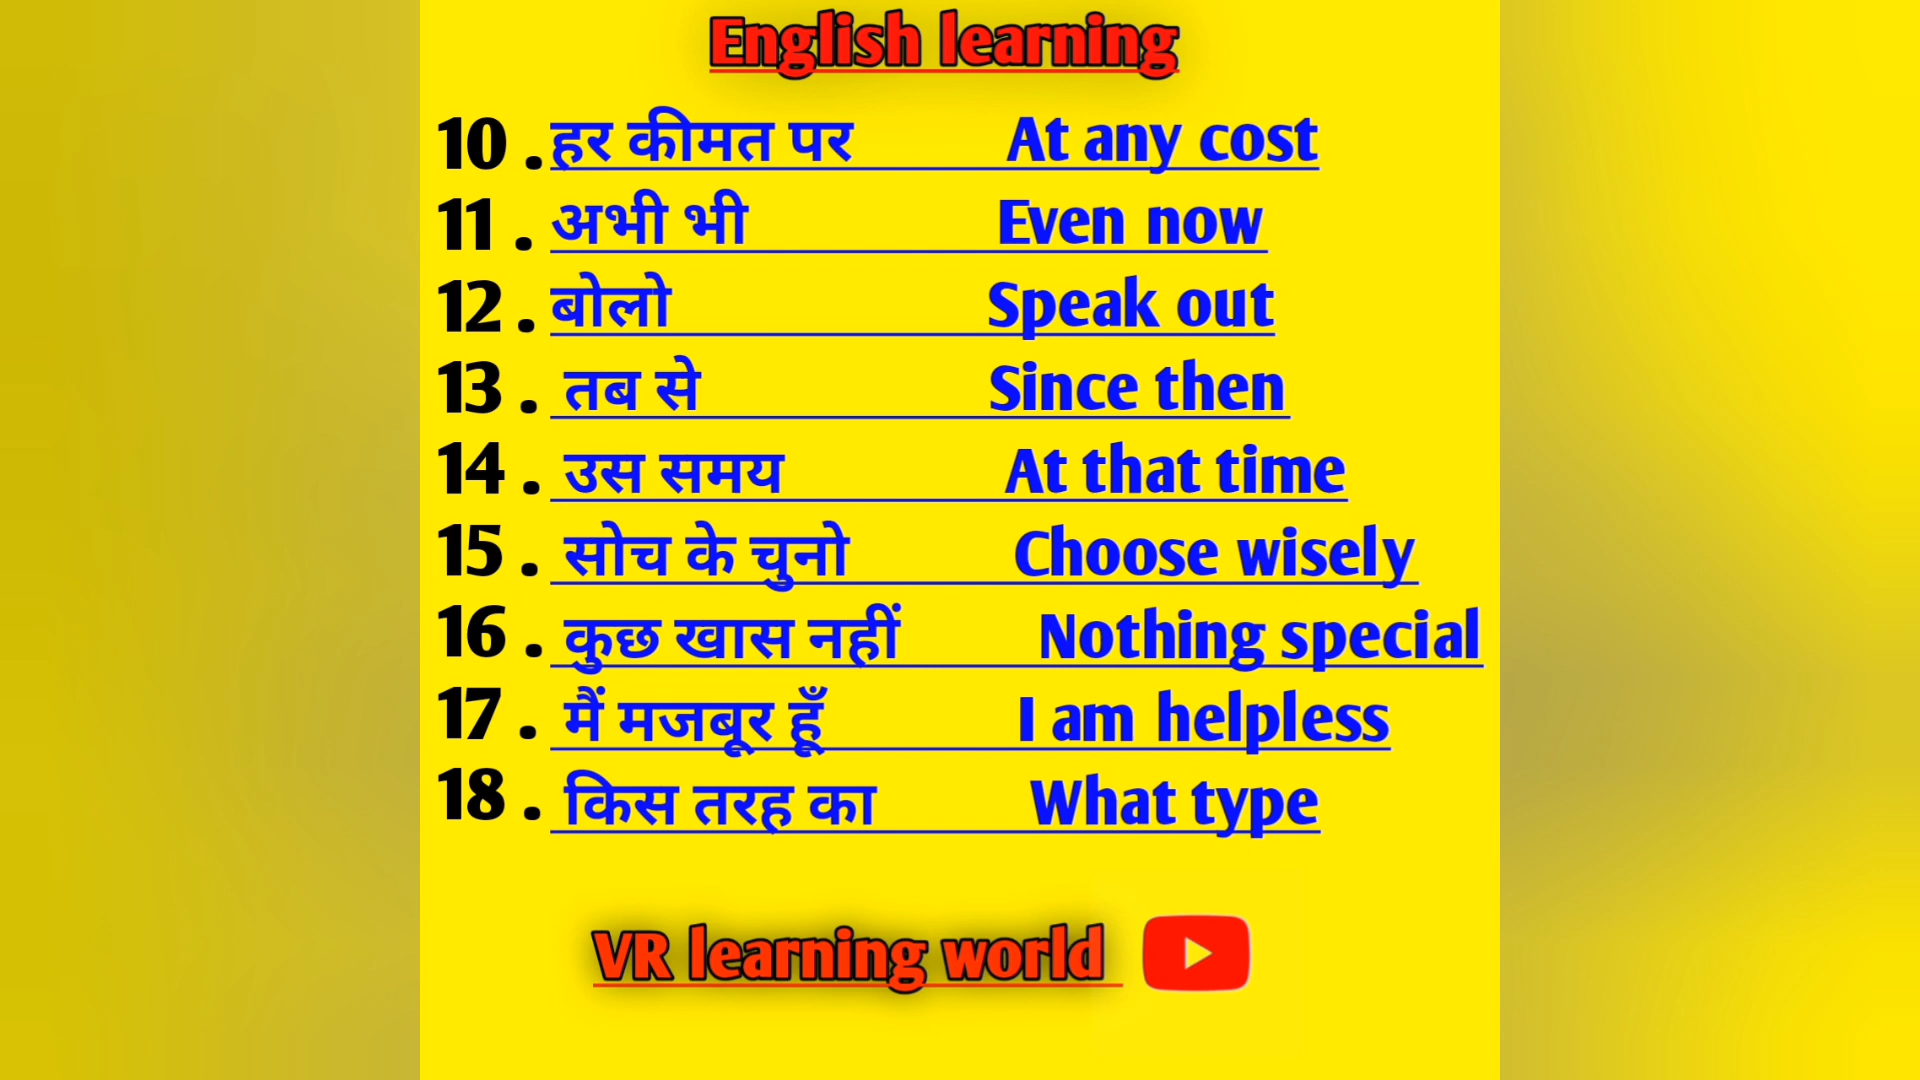 English learning
10 . हर कीमत पर At any cost
11 . अभी भी Even now
12 . बोलो Speak out
13 . तब से Since then
14 . उस समय At that time
15 . सोच के चुनो Choose wisely
16 . कुछ खास नहीं Nothing special
17 . मैं मजबूर हूँ I am helpless
18 . किस तरह का What type
VR learning world